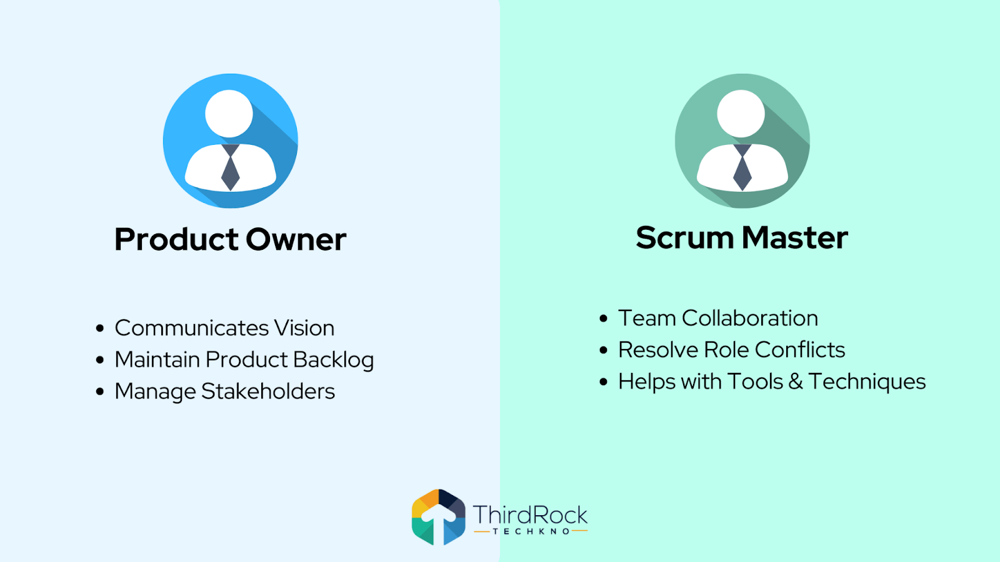 Product Owner
• Communicates Vision
• Maintain Product Backlog
• Manage Stakeholders
Scrum Master
• Team Collaboration
• Resolve Role Conflicts
• Helps with Tools & Techniques
ThirdRock
TECHKNO